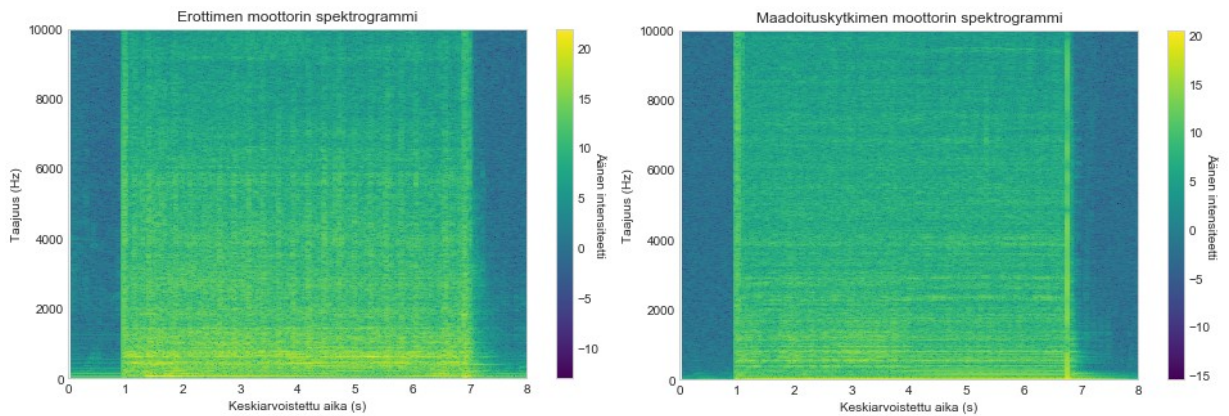 Erottimen moottorin spektrogrammi
10000
8000
6000
4000
2000
0
Taajuus (Hz)
0 1 2 3 4 5 6 7 8
Keskiarvoistettu aika (s)
20
15
10
5
0
−5
−10
Äänen intensiteetti
Maadoituskytkimen moottorin spektrogrammi
10000
8000
6000
4000
2000
0
Taajuus (Hz)
0 1 2 3 4 5 6 7 8
Keskiarvoistettu aika (s)
20
15
10
5
0
−5
−10
−15
Äänen intensiteetti